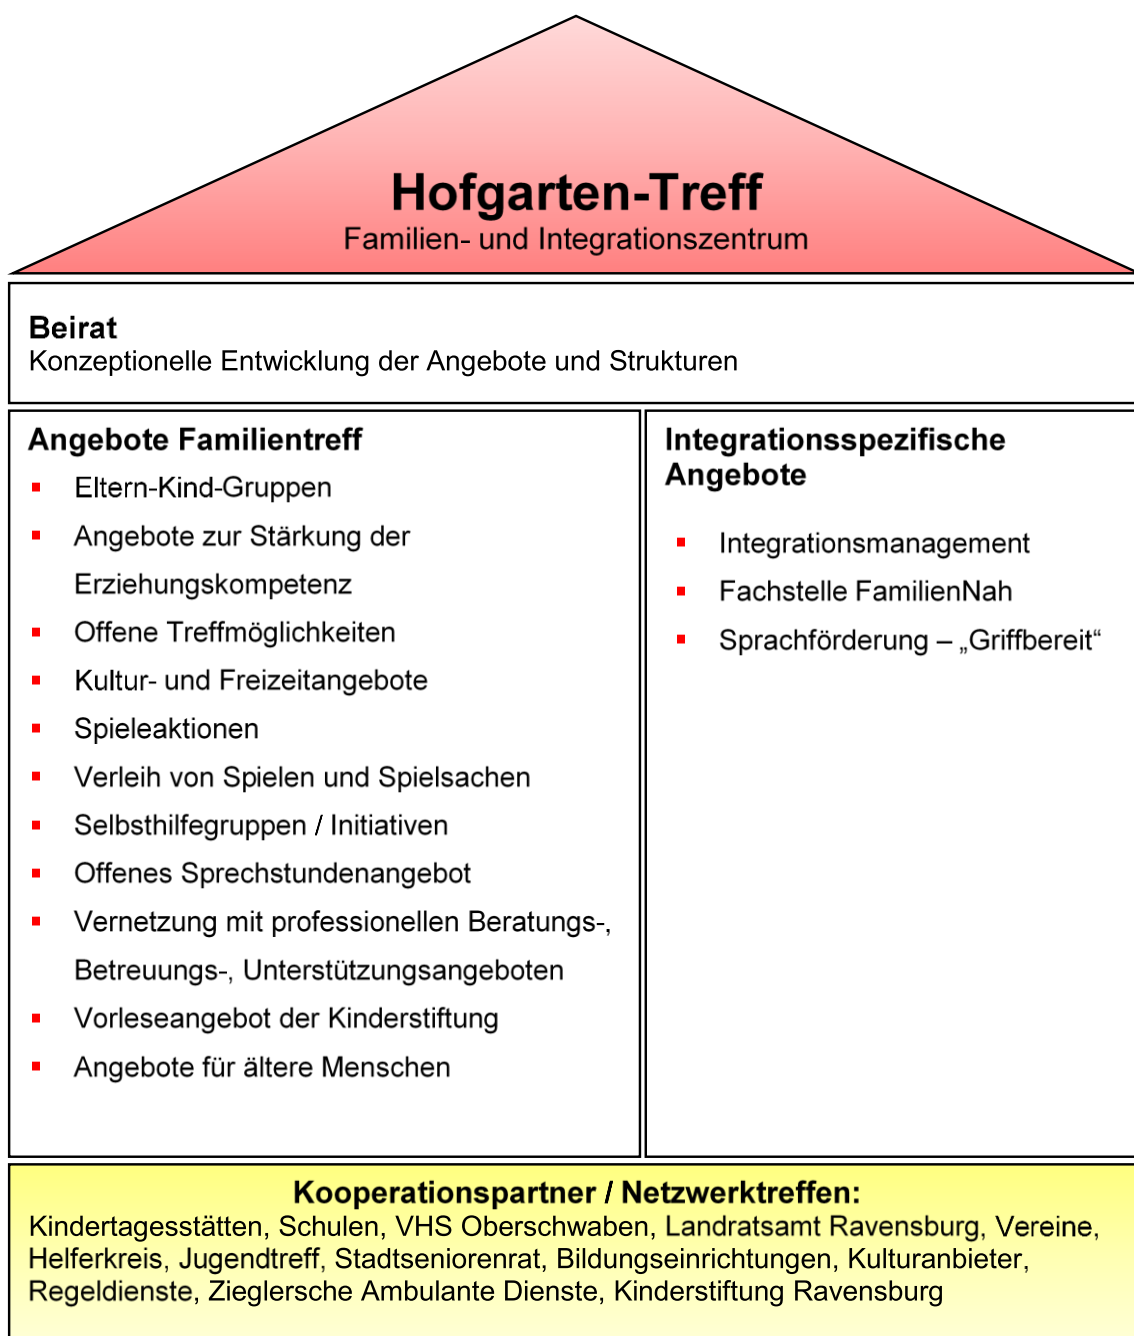 Hofgarten-Treff
Familien- und Integrationszentrum
Beirat
Konzeptionelle Entwicklung der Angebote und Strukturen
Angebote Familientreff
Eltern-Kind-Gruppen
Angebote zur Stärkung der
Erziehungskompetenz
Offene Treffmöglichkeiten
Kultur- und Freizeitangebote
Spieleaktionen
Verleih von Spielen und Spielsachen
Selbsthilfegruppen / Initiativen
Offenes Sprechstundenangebot
Vernetzung mit professionellen Beratungs-,
Betreuungs-, Unterstützungsangeboten
Vorleseangebot der Kinderstiftung
Angebote für ältere Menschen
Integrationsspezifische
Angebote
Integrationsmanagement
Fachstelle FamilienNah
Sprachförderung – „Griffbereit“
Kooperationspartner / Netzwerktreffen:
Kindertagesstätten, Schulen, VHS Oberschwaben, Landratsamt Ravensburg, Vereine,
Helferkreis, Jugendtreff, Stadtseniorenrat, Bildungseinrichtungen, Kulturanbieter,
Regeldienste, Zieglersche Ambulante Dienste, Kinderstiftung Ravensburg